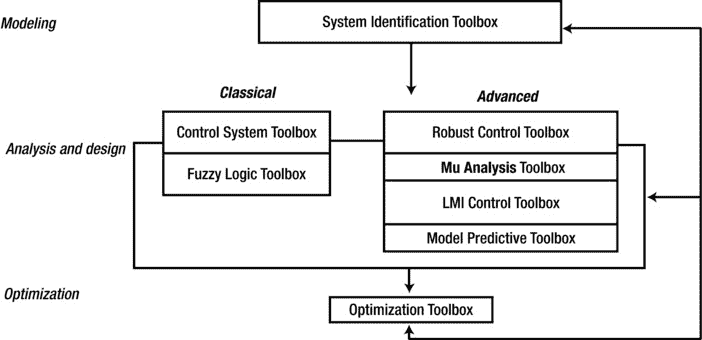 Modeling
System Identification Toolbox
Classical
Advanced
Analysis and design
Control System Toolbox
Fuzzy Logic Toolbox
Robust Control Toolbox
Mu Analysis Toolbox
LMI Control Toolbox
Model Predictive Toolbox
Optimization
Optimization Toolbox